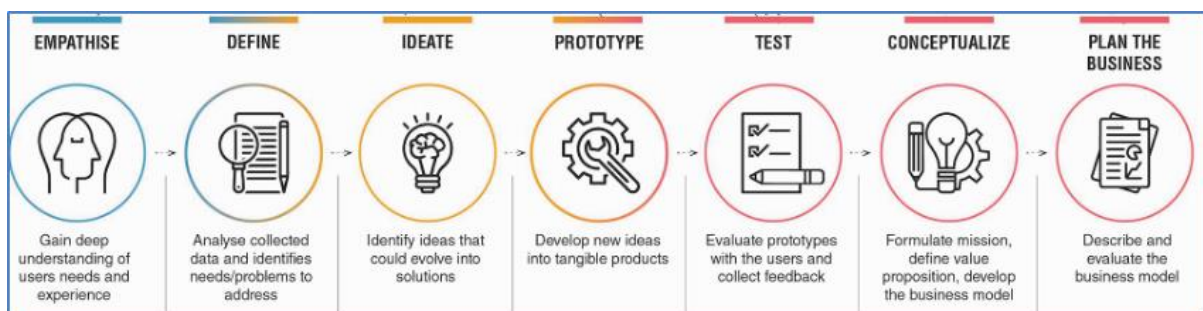 EMPATHISE
DEFINE
IDEATE
PROTOTYPE
TEST
CONCEPTUALIZE
PLAN THE
BUSINESS
Gain deep
understanding of
users needs and
experience
Analyse collected
data and identifies
needs/problems to
address
Identify ideas that
could evolve into
solutions
Develop new ideas
into tangible products
Evaluate prototypes
with the users and
collect feedback
Formulate mission,
define value
proposition, develop
the business model
Describe and
evaluate the
business model